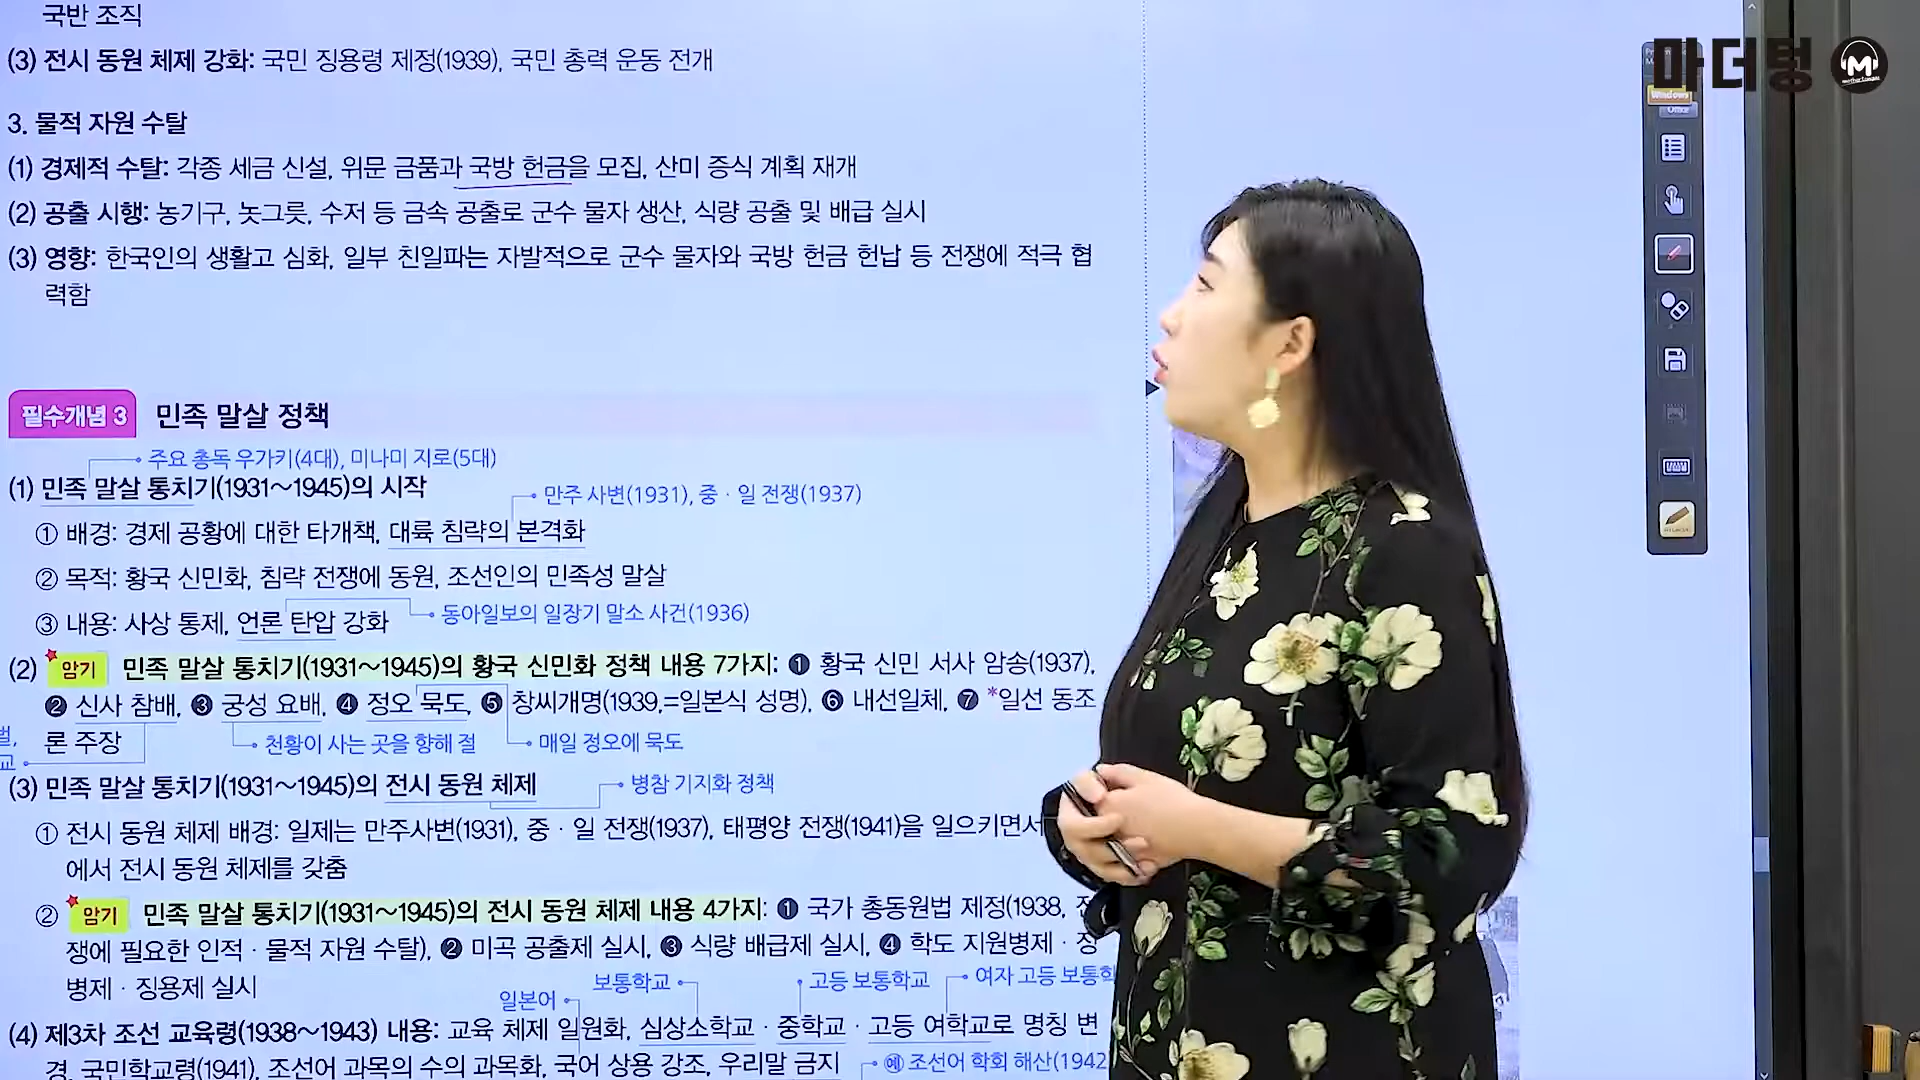 국반 조직
(3) 전시 동원 체제 강화: 국민 징용령 제정(1939), 국민 총력 운동 전개
3. 물적 자원 수탈
(1) 경제적 수탈: 각종 세금 신설, 위문 금품과 국방 헌금을 모집, 산미 증식 계획 재개
(2) 공출 시행: 농기구, 놋그릇, 수저 등 금속 공출로 군수 물자 생산, 식량 공출 및 배급 실시
(3) 영향: 한국인의 생활고 심화, 일부 친일파는 자발적으로 군수 물자와 국방 헌금 헌납 등 전쟁에 적극 협
력함
필수개념 3 민족 말살 정책
주요 총독 우가키(4대), 미나미 지로(5대)
(1) 민족 말살 통치기(1931~1945)의 시작
만주 사변(1931), 중·일 전쟁(1937)
① 배경: 경제 공황에 대한 타개책, 대륙 침략의 본격화
② 목적: 황국 신민화, 침략 전쟁에 동원, 조선인의 민족성 말살
③ 내용: 사상 통제, 언론 탄압 강화
동아일보의 일장기 말소 사건(1936)
(2) 암기 민족 말살 통치기(1931~1945)의 황국 신민화 정책 내용 7가지: ❶ 황국 신민 서사 암송(1937),
❷ 신사 참배, ❸ 궁성 요배, ❹ 정오 묵도, ❺ 창씨개명(1939,=일본식 성명), ❻ 내선일체, ❼ *일선 동조
론 주장
천황이 사는 곳을 향해 절
매일 정오에 묵도
교
(3) 민족 말살 통치기(1931~1945)의 전시 동원 체제
병참 기지화 정책
① 전시 동원 체제 배경: 일제는 만주사변(1931), 중·일 전쟁(1937), 태평양 전쟁(1941)을 일으키면서
에서 전시 동원 체제를 갖춤
② 암기 민족 말살 통치기(1931~1945)의 전시 동원 체제 내용 4가지: ❶ 국가 총동원법 제정(1938,
쟁에 필요한 인적·물적 자원 수탈), ❷ 미곡 공출제 실시, ❸ 식량 배급제 실시, ❹ 학도 지원병제·징
병제·징용제 실시
일본어
보통학교
고등 보통학교
여자 고등 보통학
(4) 제3차 조선 교육령(1938~1943) 내용: 교육 체제 일원화, 심상소학교·중학교·고등 여학교로 명칭 변
경, 국민학교령(1941), 조선어 과목의 수의 과목화, 국어 상용 강조, 우리말 금지
예 조선어 학회 해산(1942
마더텅
M
Windows
Office